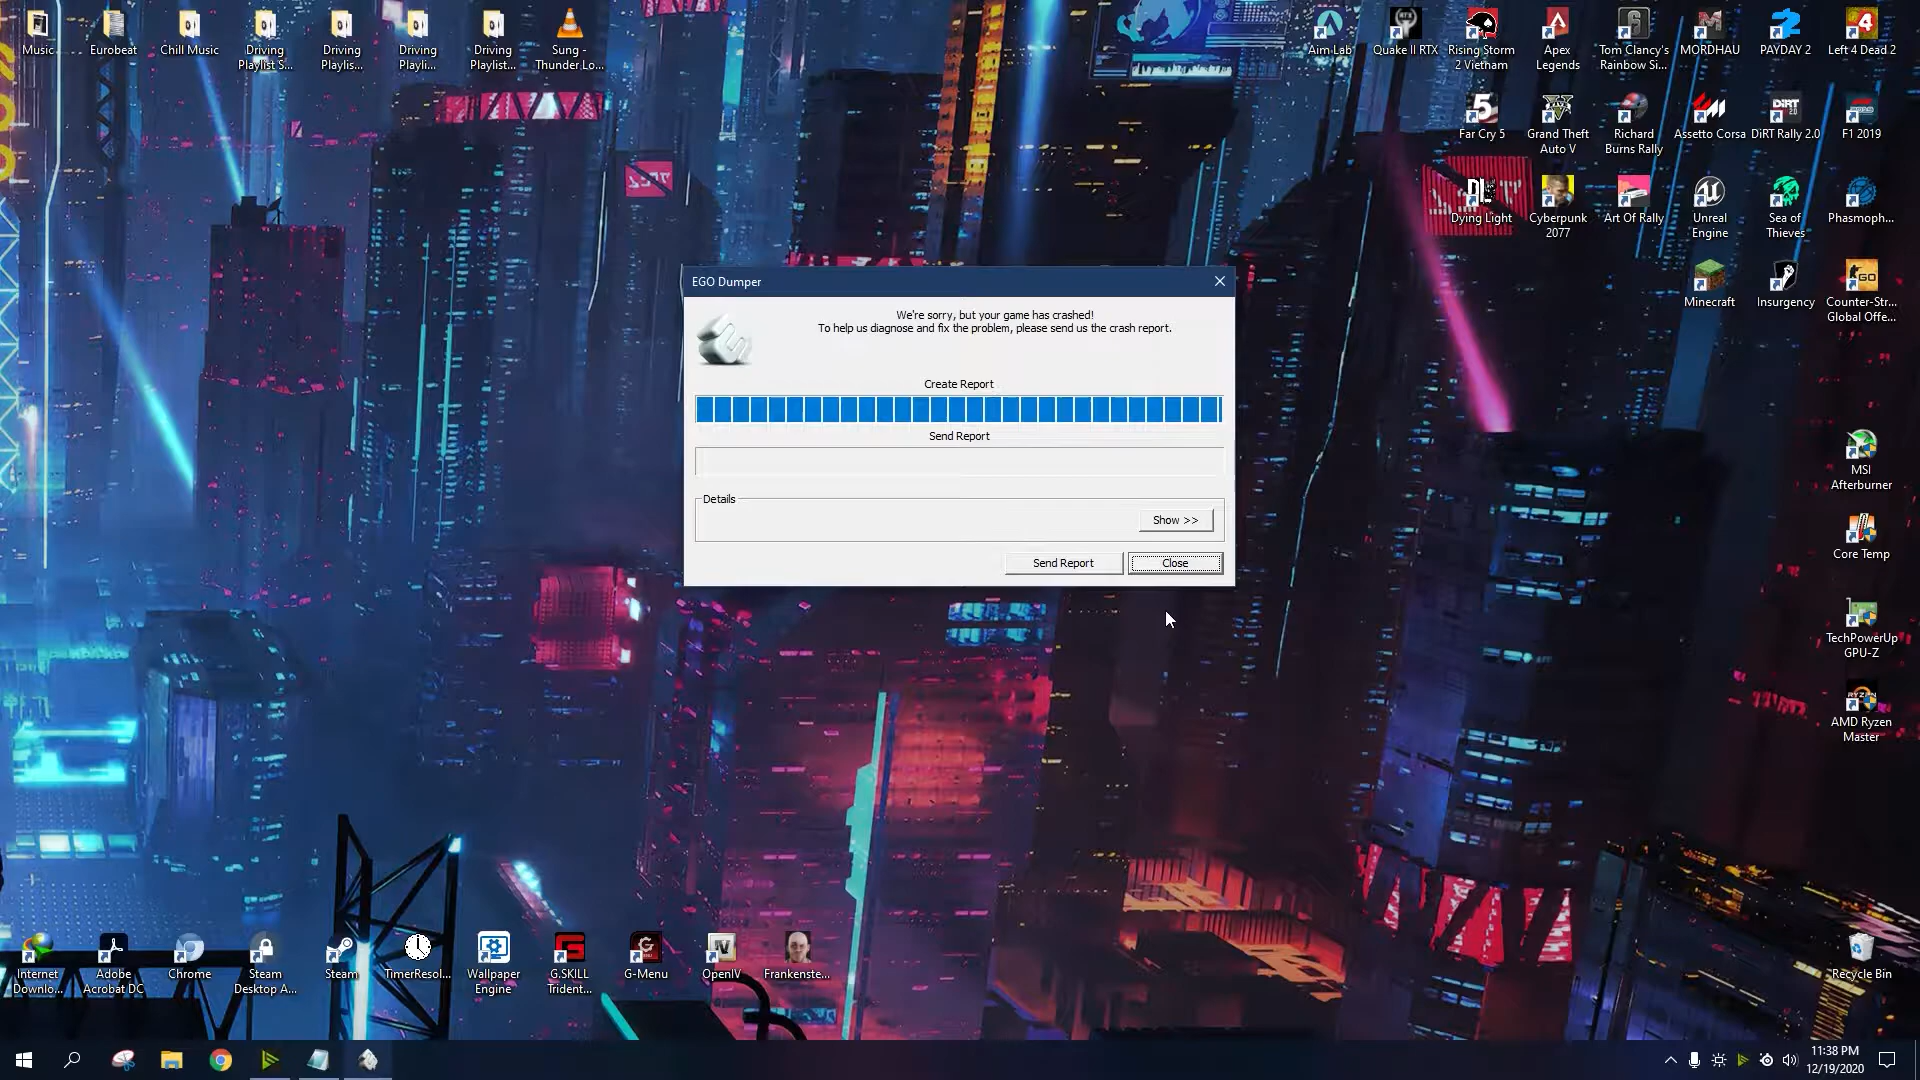 Music
Eurobeat
Chill Music
Driving
Playlist S...
Driving
Playlis...
Driving
Playli...
Driving
Playlist...
Sung -
Thunder.Lo...
Aim Lab
Quake II RTX
Rising Storm
2 Vietnam
Apex
Legends
Tom Clancy's
Rainbow Si...
MORDHAU
PAYDAY 2
Left 4 Dead 2
Far Cry 5
Grand Theft
Auto V
Richard
Burns Rally
Assetto Corsa
DiRT Rally 2.0
F1 2019
Dying Light
Cyberpunk
2077
Art Of Rally
Unreal
Engine
Sea of
Thieves
Phasmoph...
Minecraft
Insurgency
Counter-Str...
Global Offe...
EGO Dumper
We're sorry, but your game has crashed!
To help us diagnose and fix the problem, please send us the crash report.
Create Report
Send Report
Details
Show >>
Send Report
Close
MSI
Afterburner
Core Temp
TechPowerUp
GPU-Z
AMD Ryzen
Master
Internet
Downlo...
Adobe
Acrobat DC
Chrome
Steam
Desktop A...
Steam
TimerResol...
Wallpaper
Engine
G.SKILL
Trident...
G-Menu
OpenIV
Frankenste...
Recycle Bin
11:38 PM
12/19/2020